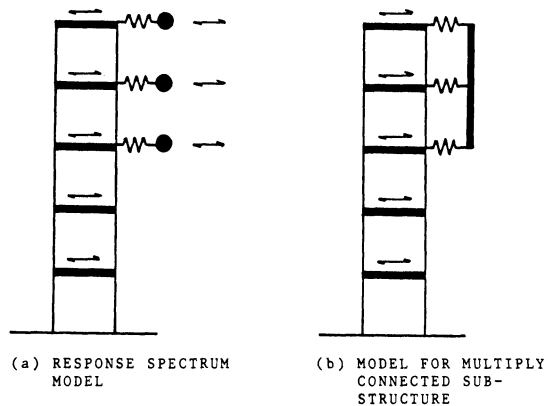 (a) RESPONSE SPECTRUM
MODEL
(b) MODEL FOR MULTIPLY
CONNECTED SUB-
STRUCTURE